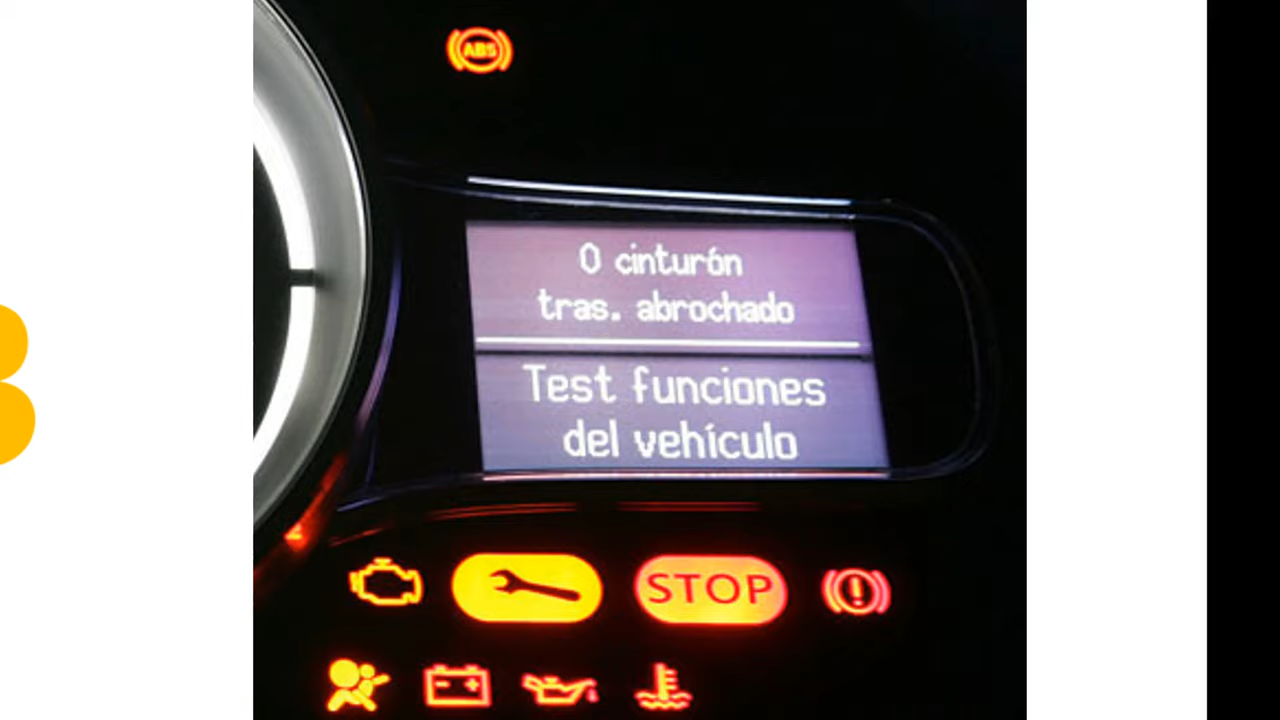 ABS
0 cinturón
tras. abrochado
Test funciones
del vehículo
STOP